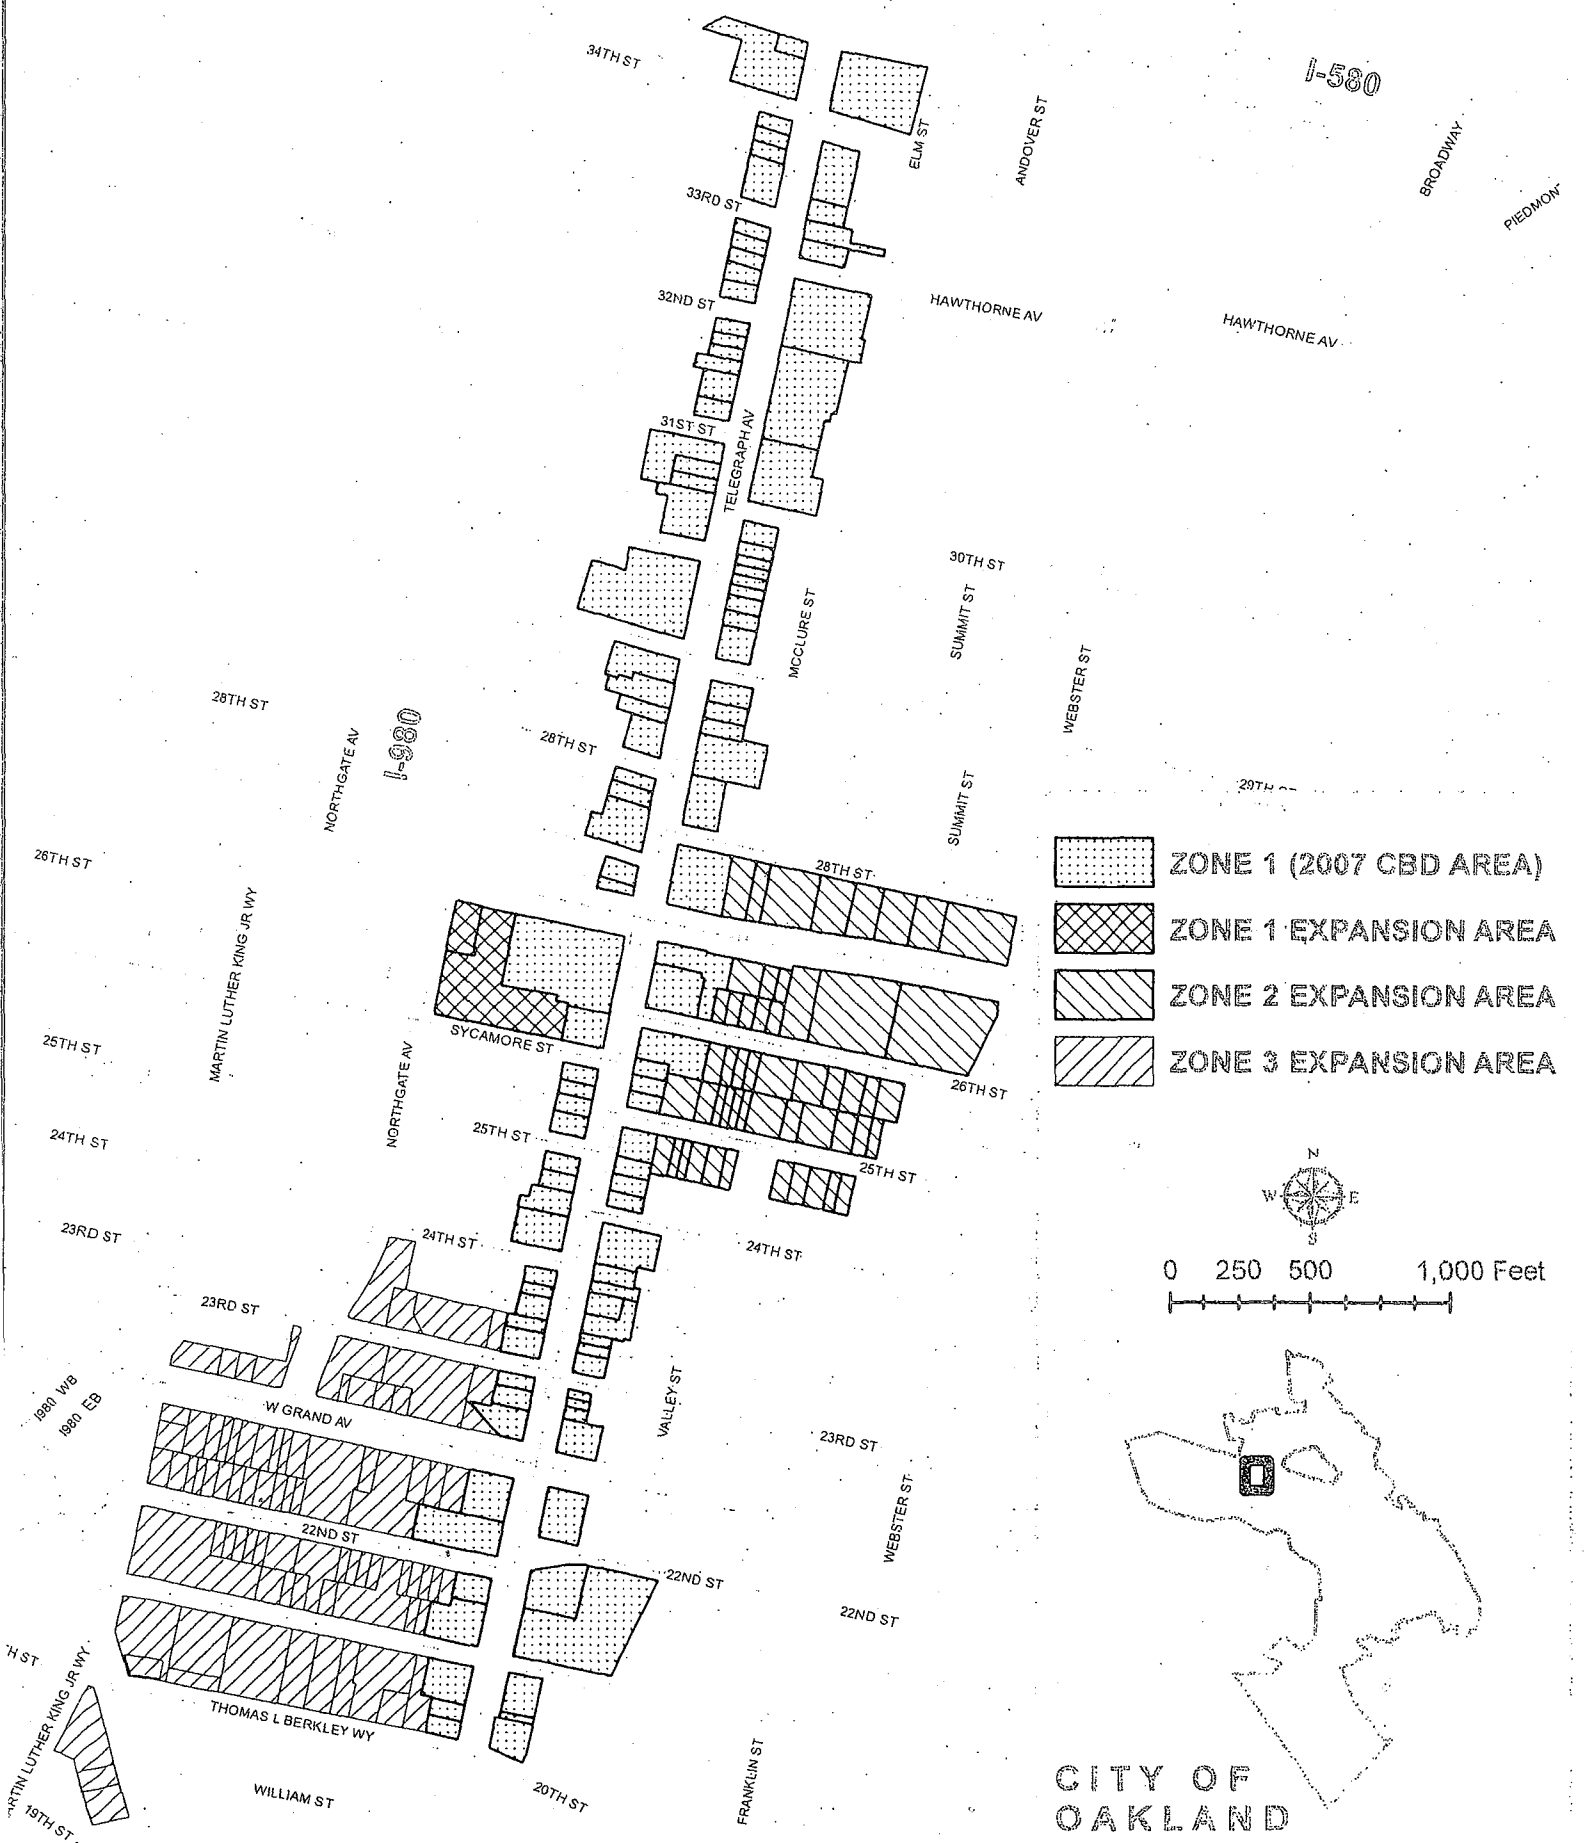 34TH ST
I-580
ELM ST
ANDOVER ST
BROADWAY
33RD ST
32ND ST
HAWTHORNE AV
HAWTHORNE AV
31ST ST
TELEGRAPH AV
30TH ST
MCCLURE ST
SUMMIT ST
WEBSTER ST
28TH ST
28TH ST
NORTHGATE AV
I-980
SUMMIT ST
26TH ST
28TH ST
ZONE 1 (2007 CBD AREA)
ZONE 1 EXPANSION AREA
ZONE 2 EXPANSION AREA
ZONE 3 EXPANSION AREA
MARTIN LUTHER KING JR WY
SYCAMORE ST
25TH ST
NORTHGATE AV
26TH ST
24TH ST
25TH ST
25TH ST
23RD ST
24TH ST
24TH ST
N
W E
S
0 250 500 1,000 Feet
23RD ST
I980 WB
I980 EB
W GRAND AV
VALLEY ST
23RD ST
22ND ST
WEBSTER ST
22ND ST
22ND ST
THOMAS L BERKLEY WY
WILLIAM ST
20TH ST
FRANKLIN ST
19TH ST
CITY OF
OAKLAND